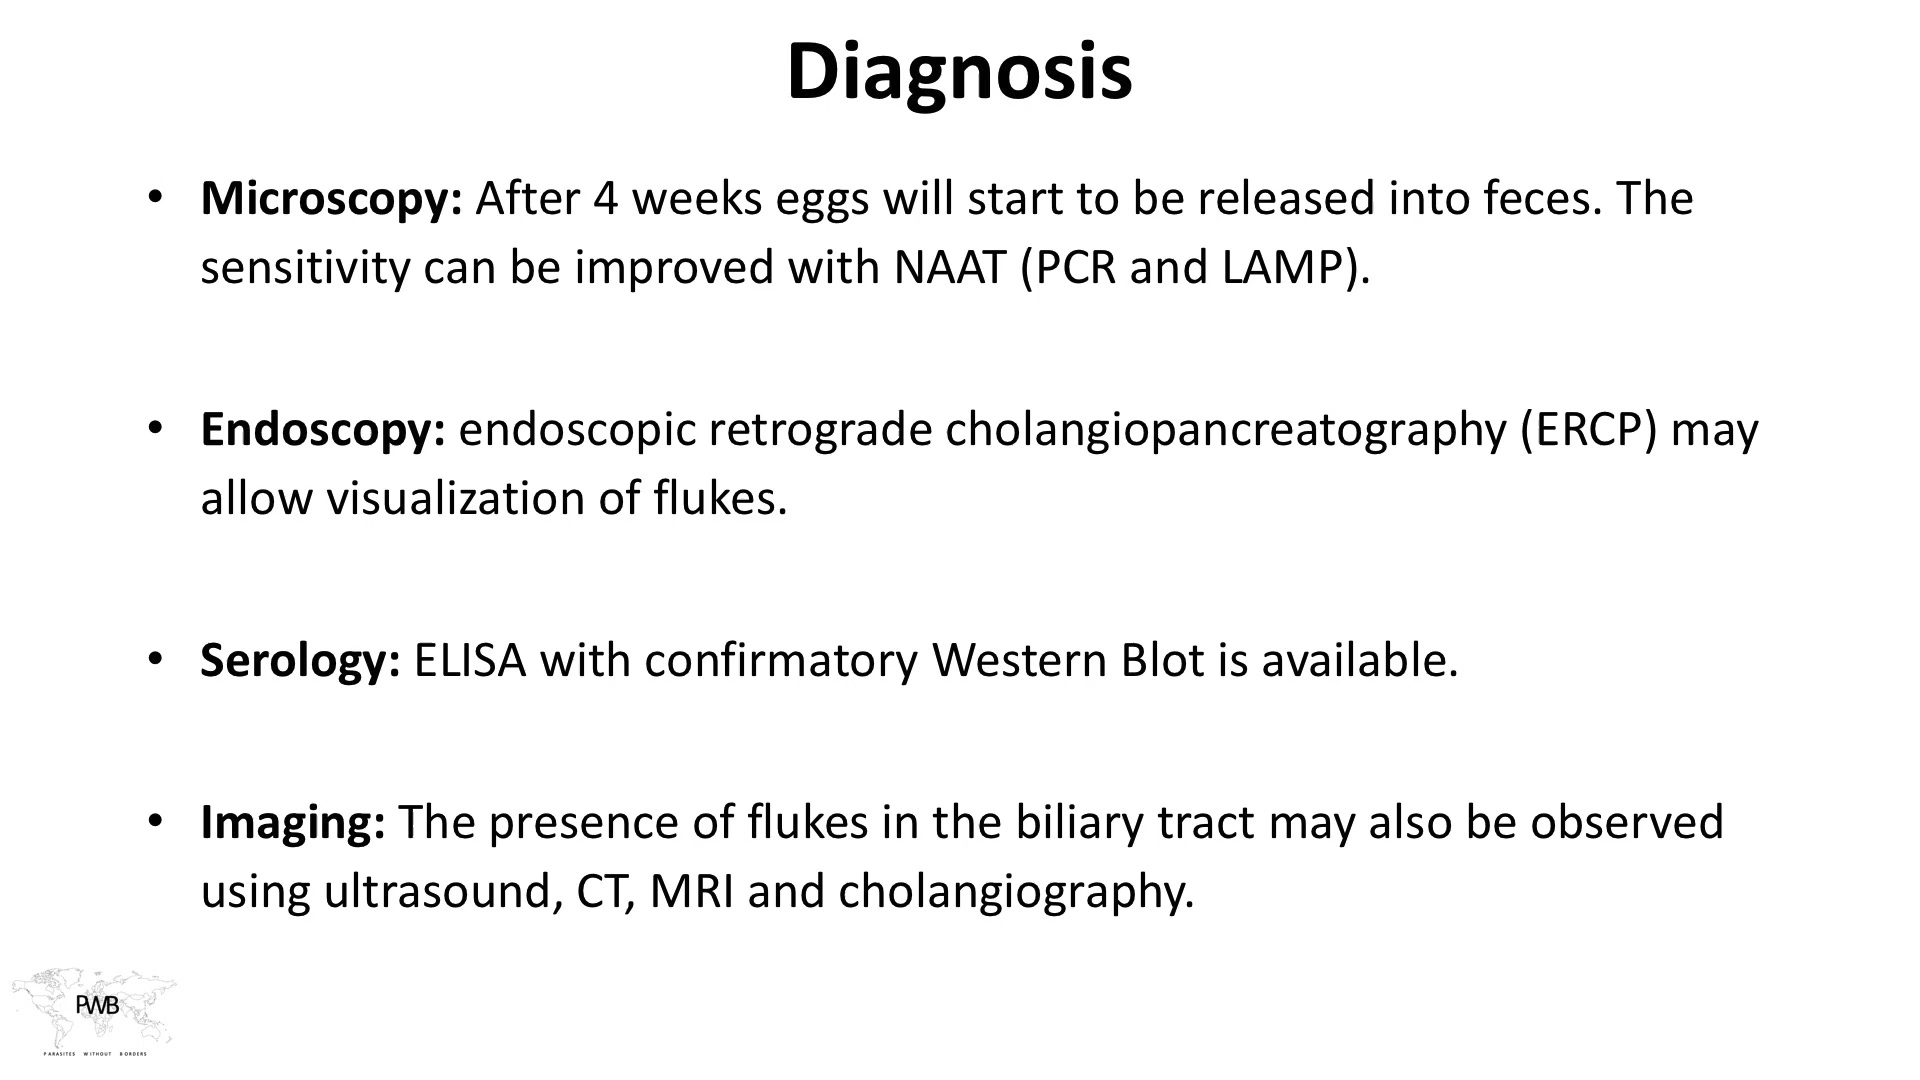 Diagnosis
• Microscopy: After 4 weeks eggs will start to be released into feces. The
sensitivity can be improved with NAAT (PCR and LAMP).
• Endoscopy: endoscopic retrograde cholangiopancreatography (ERCP) may
allow visualization of flukes.
• Serology: ELISA with confirmatory Western Blot is available.
• Imaging: The presence of flukes in the biliary tract may also be observed
using ultrasound, CT, MRI and cholangiography.
PWB
PARASITES WITHOUT BORDERS